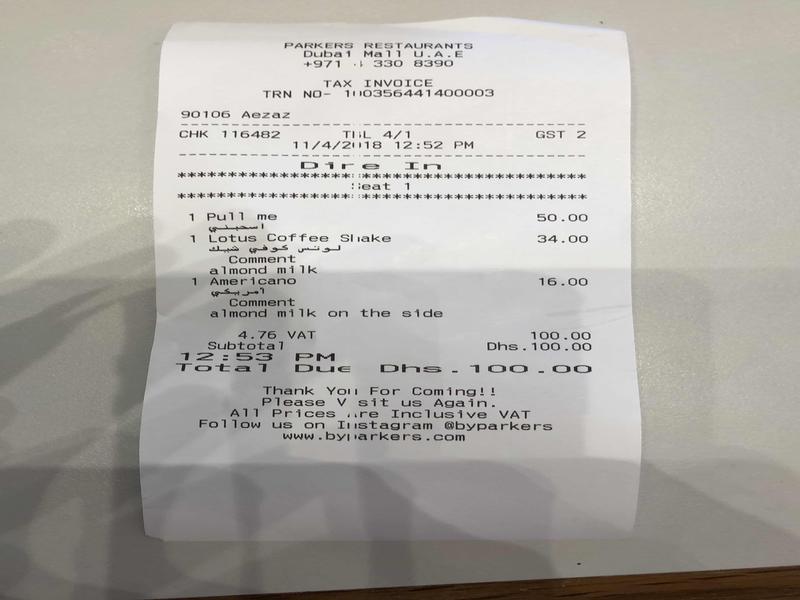 PARKERS RESTAURANTS
Dubai Mall U.A.E
+971 4 330 8390
TAX INVOICE
TRN NO- 100356441400003
90106 Aezaz
CHK 116482 TBL 4/1 GST 2
11/4/2018 12:52 PM
Dine In
****************************************
Seat 1
****************************************
1 Pull me 50.00
اسحبني
1 Lotus Coffee Shake 34.00
لوتس كوفي شيك
Comment
almond milk
1 Americano 16.00
امريكي
Comment
almond milk on the side
4.76 VAT 100.00
Subtotal Dhs.100.00
12:53 PM
Total Due Dhs.100.00
Thank You For Coming!!
Please Visit us Again.
All Prices Are Inclusive VAT
Follow us on Instagram @byparkers
www.byparkers.com